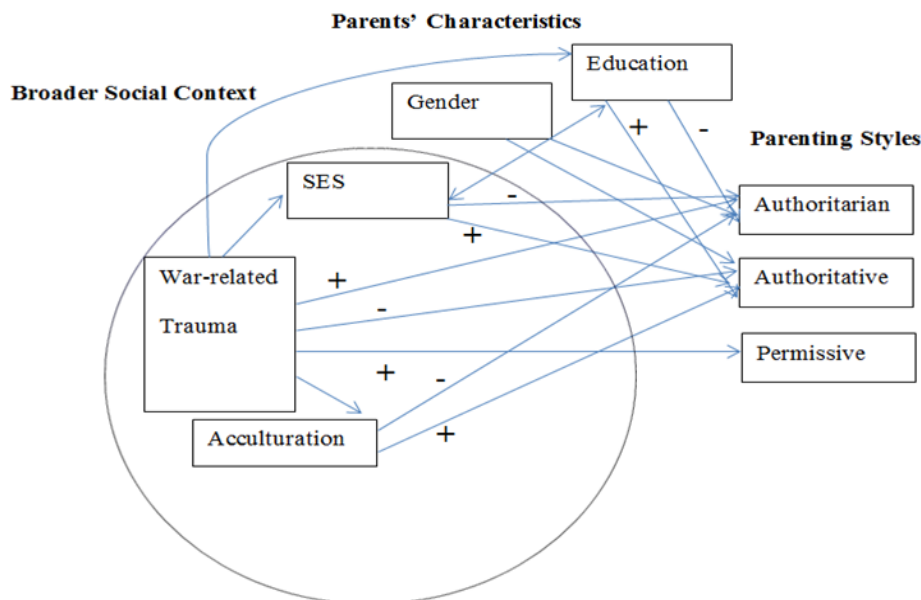 Parents' Characteristics
Education
Broader Social Context
Gender
+
-
Parenting Styles
SES
-
Authoritarian
+
War-related
+
Authoritative
-
Trauma
Permissive
+
-
Acculturation
+